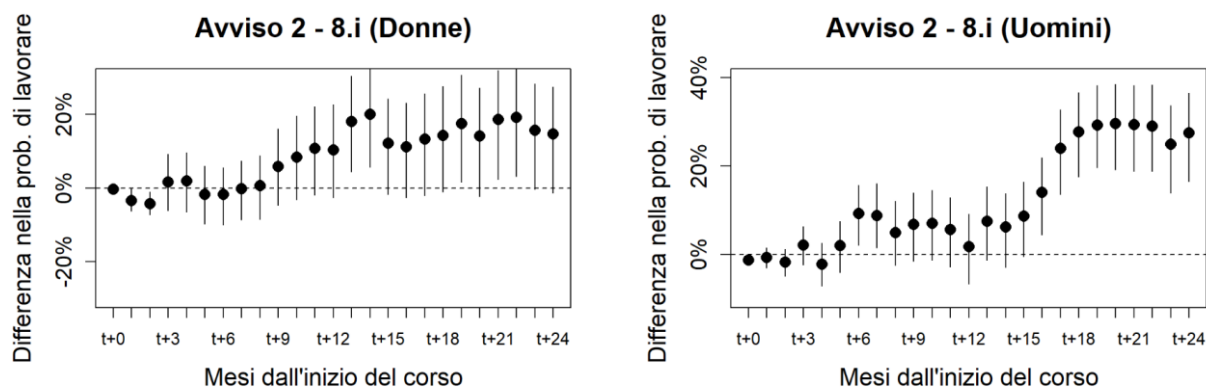 Avviso 2 - 8.i (Donne)
Differenza nella prob. di lavorare
20%
0%
-20%
t+0 t+3 t+6 t+9 t+12 t+15 t+18 t+21 t+24
Mesi dall'inizio del corso
Avviso 2 - 8.i (Uomini)
Differenza nella prob. di lavorare
40%
20%
0%
t+0 t+3 t+6 t+9 t+12 t+15 t+18 t+21 t+24
Mesi dall'inizio del corso